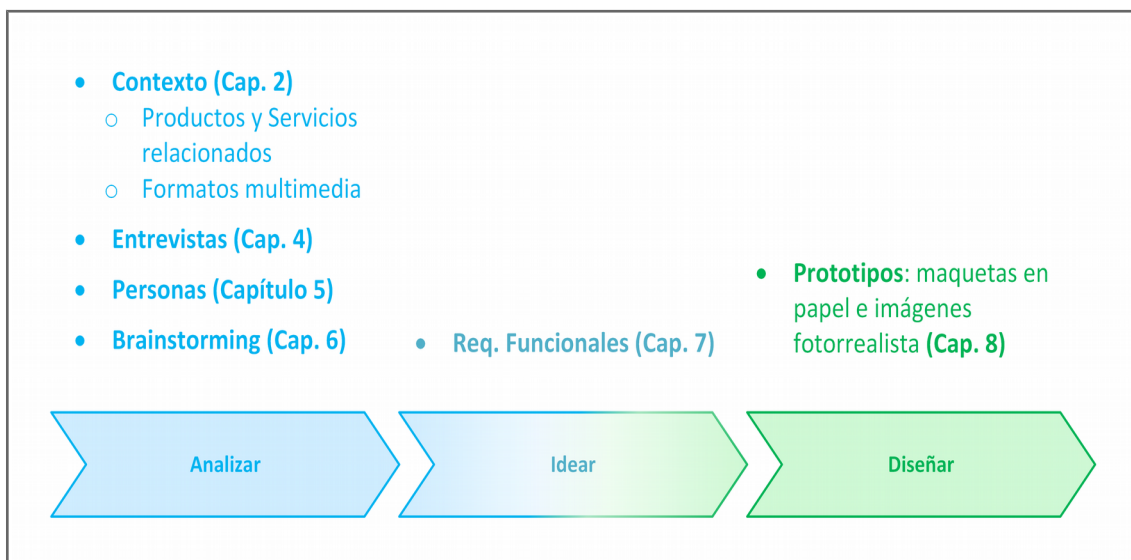 • Contexto (Cap. 2)
o Productos y Servicios
relacionados
o Formatos multimedia
• Entrevistas (Cap. 4)
• Personas (Capítulo 5)
• Brainstorming (Cap. 6)
• Req. Funcionales (Cap. 7)
• Prototipos: maquetas en
papel e imágenes
fotorrealista (Cap. 8)
Analizar
Idear
Diseñar